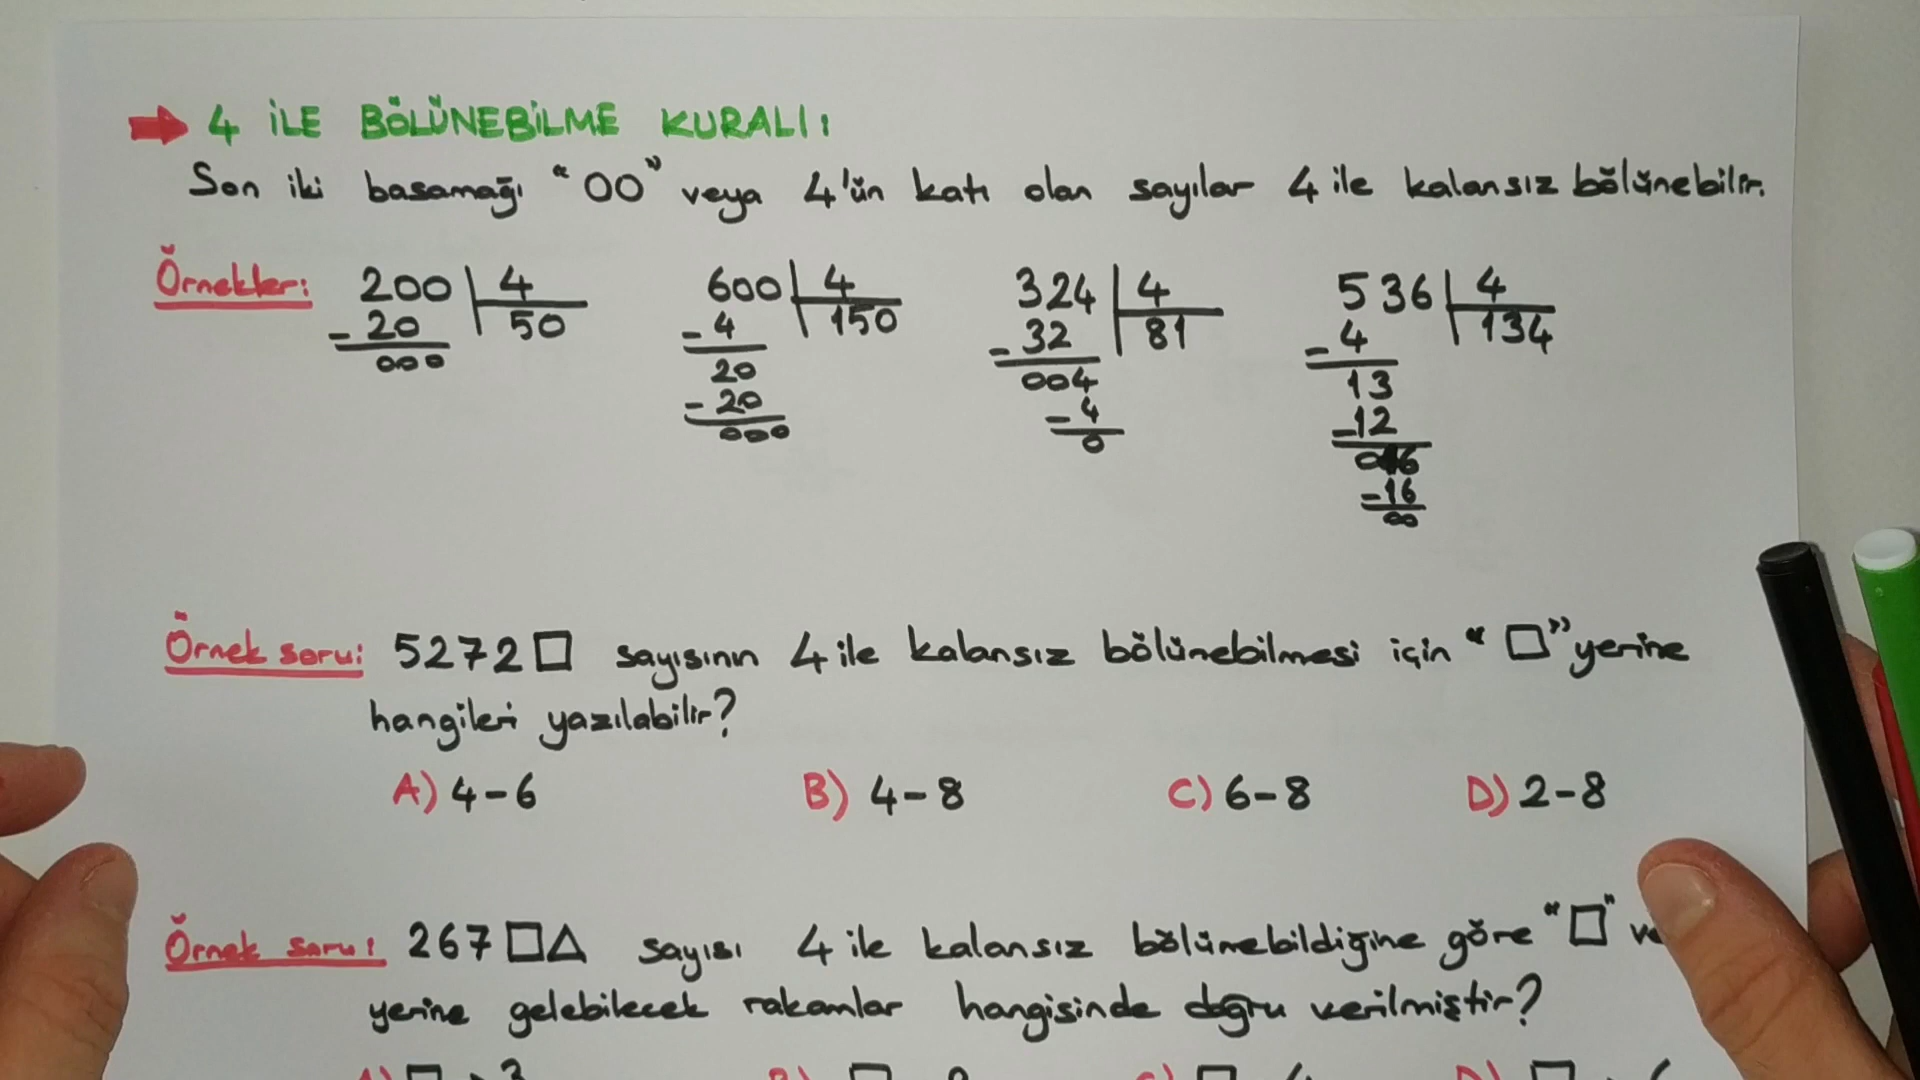 ➡ 4 İLE BÖLÜNEBİLME KURALI:
Son iki basamağı "00" veya 4'ün katı olan sayılar 4 ile kalansız bölünebilir.
Örnekler: 200 | 4 600 | 4 324 | 4 536 | 4
- 20 50 - 4 150 - 32 81 - 4 134
000 20 004 13
- 20 - 4 - 12
000 0 016
- 16
00
Örnek soru: 5272□ sayısının 4 ile kalansız bölünebilmesi için "□" yerine
hangileri yazılabilir?
A) 4-6 B) 4-8 C) 6-8 D) 2-8
Örnek soru: 267□△ sayısı 4 ile kalansız bölünebildiğine göre "□"
yerine gelebilecek rakamlar hangisinde doğru verilmiştir?